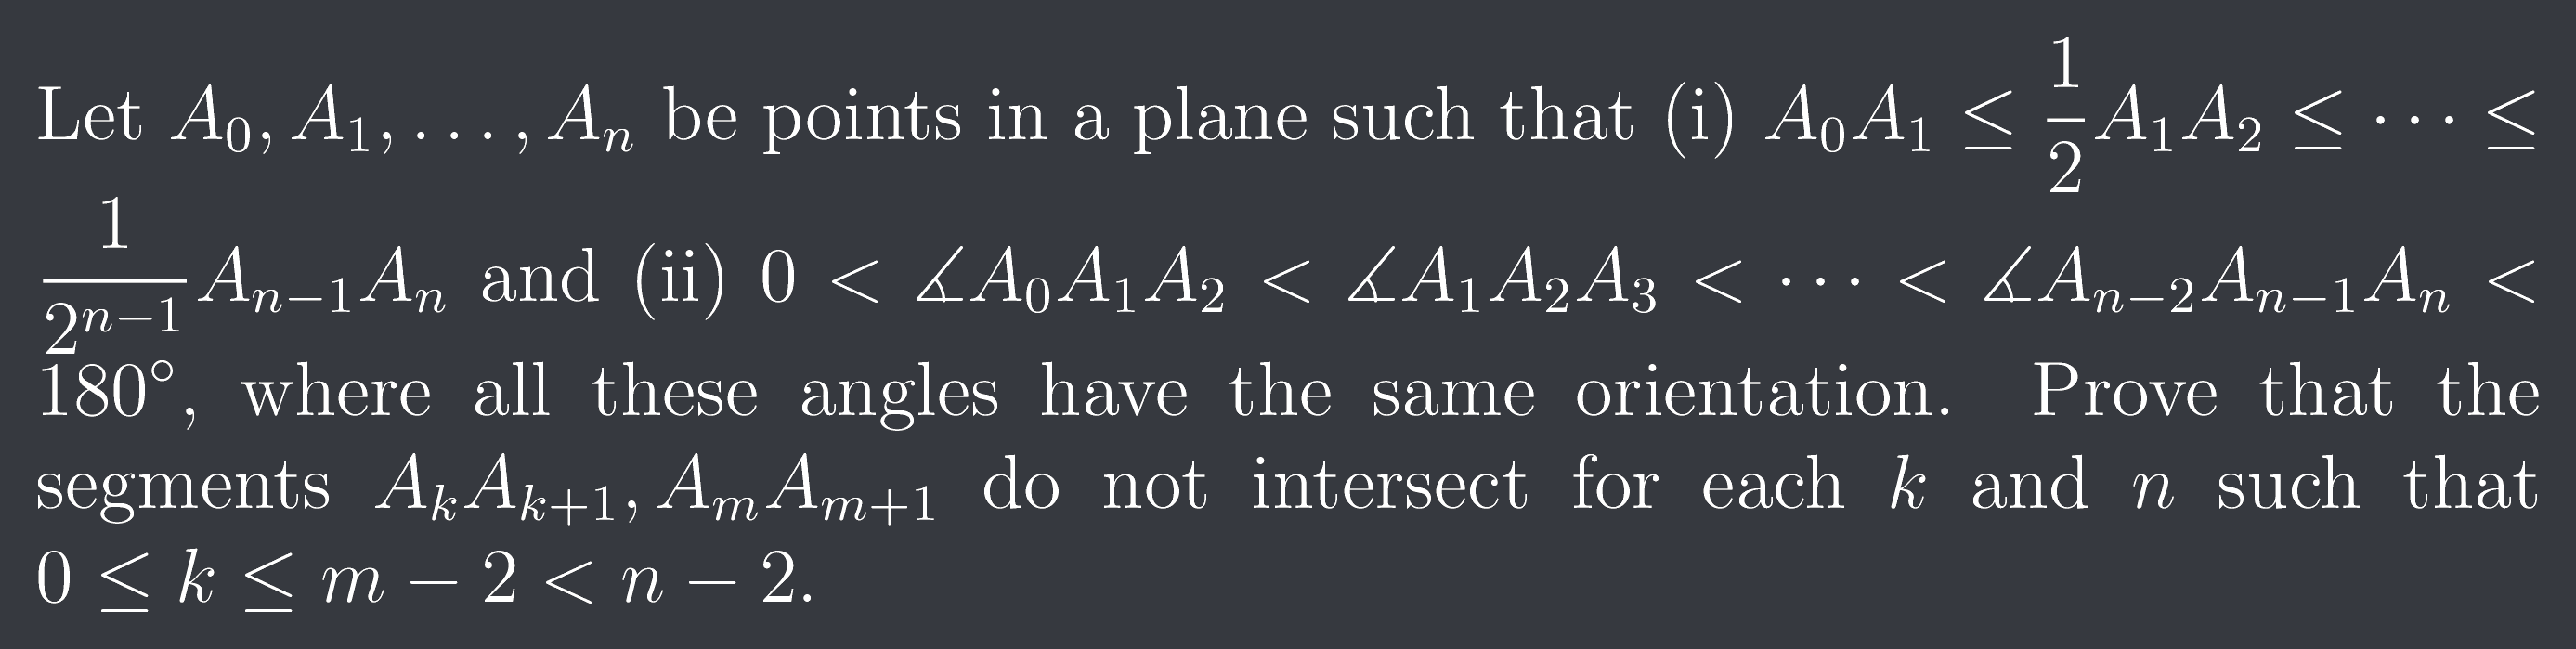 Let $A_0, A_1, \ldots, A_n$ be points in a plane such that (i) $A_0A_1 \leq \frac{1}{2}A_1A_2 \leq \cdots \leq$
$\frac{1}{2^{n-1}}A_{n-1}A_n$ and (ii) $0 < \measuredangle A_0A_1A_2 < \measuredangle A_1A_2A_3 < \cdots < \measuredangle A_{n-2}A_{n-1}A_n <$
$180^\circ$, where all these angles have the same orientation. Prove that the
segments $A_kA_{k+1}, A_mA_{m+1}$ do not intersect for each $k$ and $n$ such that
$0 \leq k \leq m - 2 < n - 2$.